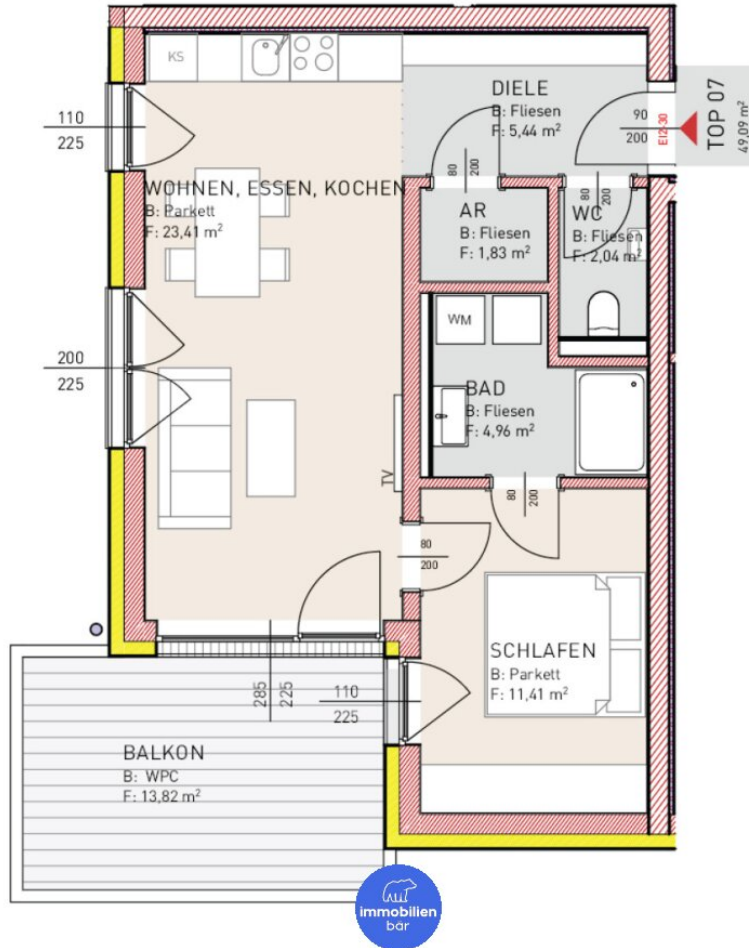 KS
DIELE
B: Fliesen
F: 5,44 m²
90
200
EI2-30
TOP 07
49,09 m²
110
225
80
200
80
200
WOHNEN, ESSEN, KOCHEN
B: Parkett
F: 23,41 m²
AR
B: Fliesen
F: 1,83 m²
WC
B: Fliesen
F: 2,04 m²
WM
200
225
BAD
B: Fliesen
F: 4,96 m²
TV
80
200
80
200
SCHLAFEN
B: Parkett
F: 11,41 m²
285
225
110
225
BALKON
B: WPC
F: 13,82 m²
immobilien
bär